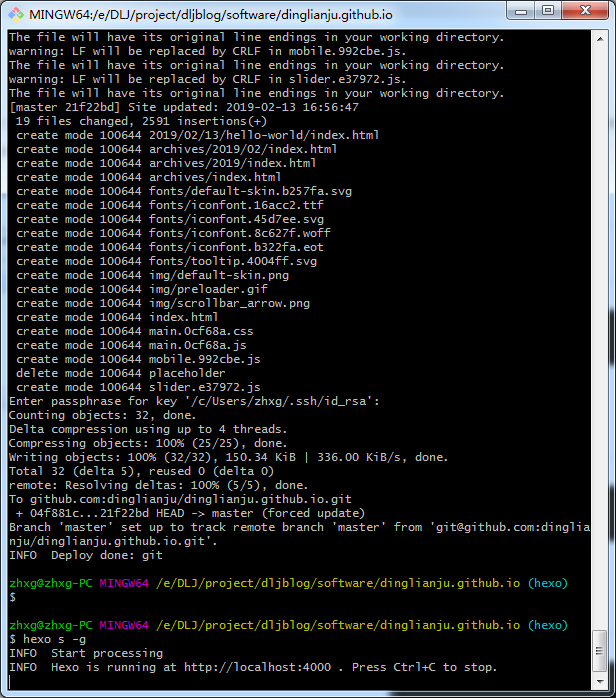 MINGW64:/e/DLJ/project/dljblog/software/dinglianju.github.io
The file will have its original line endings in your working directory.
warning: LF will be replaced by CRLF in mobile.992cbe.js.
The file will have its original line endings in your working directory.
warning: LF will be replaced by CRLF in slider.e37972.js.
The file will have its original line endings in your working directory.
[master 21f22bd] Site updated: 2019-02-13 16:56:47
19 files changed, 2591 insertions(+)
create mode 100644 2019/02/13/hello-world/index.html
create mode 100644 archives/2019/02/index.html
create mode 100644 archives/2019/index.html
create mode 100644 archives/index.html
create mode 100644 fonts/default-skin.b257fa.svg
create mode 100644 fonts/iconfont.16acc2.ttf
create mode 100644 fonts/iconfont.45d7ee.svg
create mode 100644 fonts/iconfont.8c627f.woff
create mode 100644 fonts/iconfont.b322fa.eot
create mode 100644 fonts/tooltip.4004ff.svg
create mode 100644 img/default-skin.png
create mode 100644 img/preloader.gif
create mode 100644 img/scrollbar_arrow.png
create mode 100644 index.html
create mode 100644 main.0cf68a.css
create mode 100644 main.0cf68a.js
create mode 100644 mobile.992cbe.js
delete mode 100644 placeholder
create mode 100644 slider.e37972.js
Enter passphrase for key '/c/Users/zhxg/.ssh/id_rsa':
Counting objects: 32, done.
Delta compression using up to 4 threads.
Compressing objects: 100% (25/25), done.
Writing objects: 100% (32/32), 150.34 KiB | 336.00 KiB/s, done.
Total 32 (delta 5), reused 0 (delta 0)
remote: Resolving deltas: 100% (5/5), done.
To github.com:dinglianju/dinglianju.github.io.git
+ 04f881c...21f22bd HEAD -> master (forced update)
Branch 'master' set up to track remote branch 'master' from 'git@github.com:dinglia
nju/dinglianju.github.io.git'.
INFO  Deploy done: git
zhxg@zhxg-PC MINGW64 /e/DLJ/project/dljblog/software/dinglianju.github.io (hexo)
$
zhxg@zhxg-PC MINGW64 /e/DLJ/project/dljblog/software/dinglianju.github.io (hexo)
$ hexo s -g
INFO  Start processing
INFO  Hexo is running at http://localhost:4000 . Press Ctrl+C to stop.